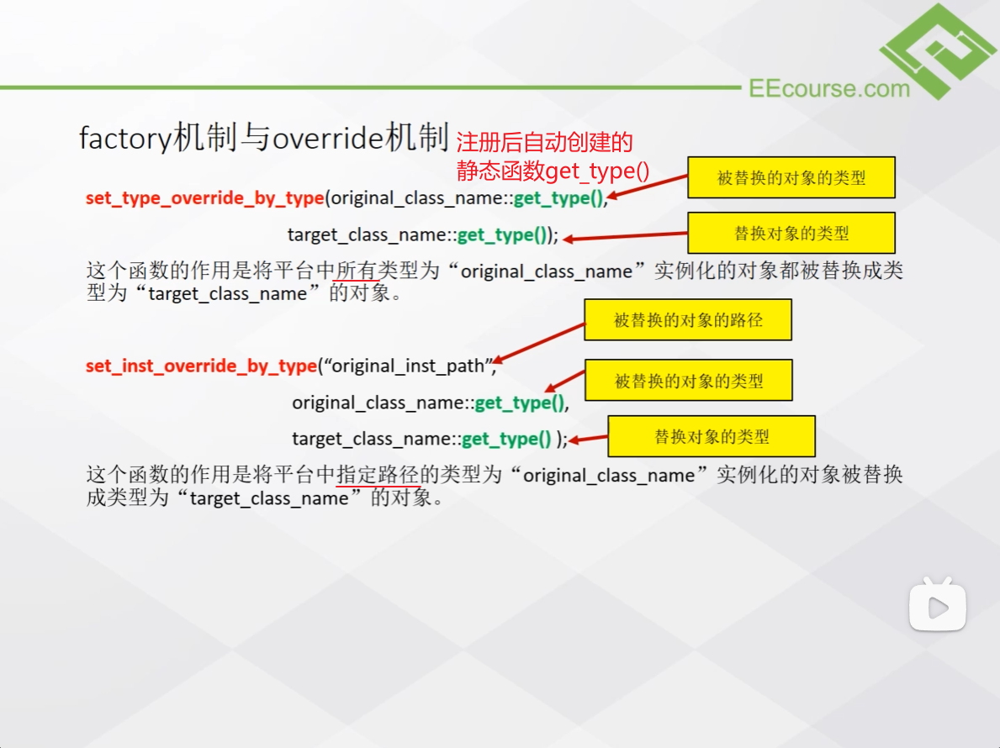 EEcourse.com
factory机制与override机制
注册后自动创建的
静态函数get_type()
被替换的对象的类型
set_type_override_by_type(original_class_name::get_type(),
替换对象的类型
target_class_name::get_type());
这个函数的作用是将平台中所有类型为“original_class_name”实例化的对象都被替换成类
型为“target_class_name”的对象。
被替换的对象的路径
set_inst_override_by_type(“original_inst_path”,
被替换的对象的类型
original_class_name::get_type(),
替换对象的类型
target_class_name::get_type() );
这个函数的作用是将平台中指定路径的类型为“original_class_name”实例化的对象被替换
成类型为“target_class_name”的对象。